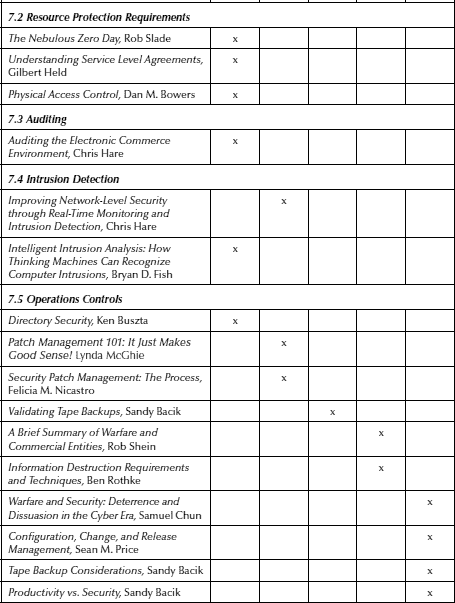 7.2 Resource Protection Requirements
The Nebulous Zero Day, Rob Slade x
Understanding Service Level Agreements, x
Gilbert Held
Physical Access Control, Dan M. Bowers x
7.3 Auditing
Auditing the Electronic Commerce x
Environment, Chris Hare
7.4 Intrusion Detection
Improving Network-Level Security x
through Real-Time Monitoring and
Intrusion Detection, Chris Hare
Intelligent Intrusion Analysis: How x
Thinking Machines Can Recognize
Computer Intrusions, Bryan D. Fish
7.5 Operations Controls
Directory Security, Ken Buszta x
Patch Management 101: It Just Makes x
Good Sense! Lynda McGhie
Security Patch Management: The Process, x
Felicia M. Nicastro
Validating Tape Backups, Sandy Bacik x
A Brief Summary of Warfare and x
Commercial Entities, Rob Shein
Information Destruction Requirements x
and Techniques, Ben Rothke
Warfare and Security: Deterrence and x
Dissuasion in the Cyber Era, Samuel Chun
Configuration, Change, and Release x
Management, Sean M. Price
Tape Backup Considerations, Sandy Bacik x
Productivity vs. Security, Sandy Bacik x